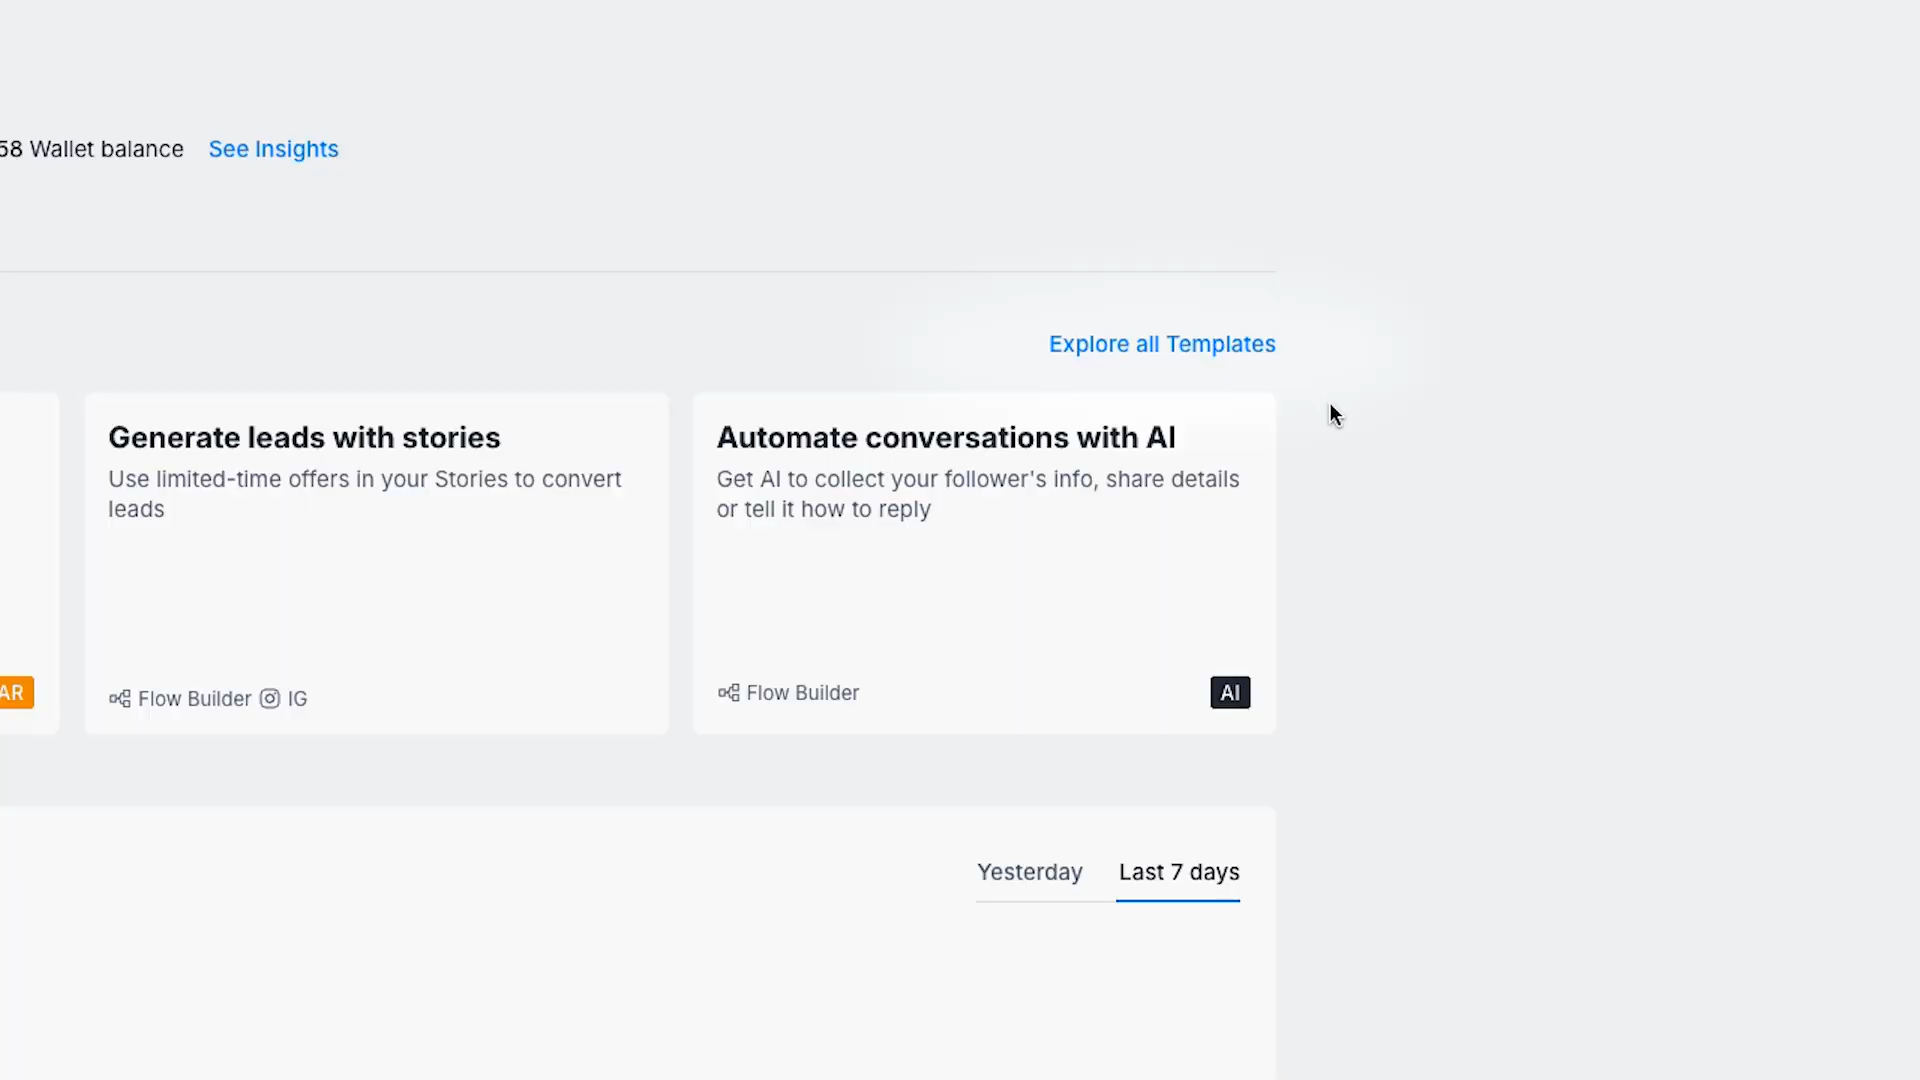 58 Wallet balance See Insights
Explore all Templates
Generate leads with stories
Use limited-time offers in your Stories to convert
leads
Automate conversations with AI
Get AI to collect your follower's info, share details
or tell it how to reply
AR
Flow Builder IG
Flow Builder
AI
Yesterday Last 7 days